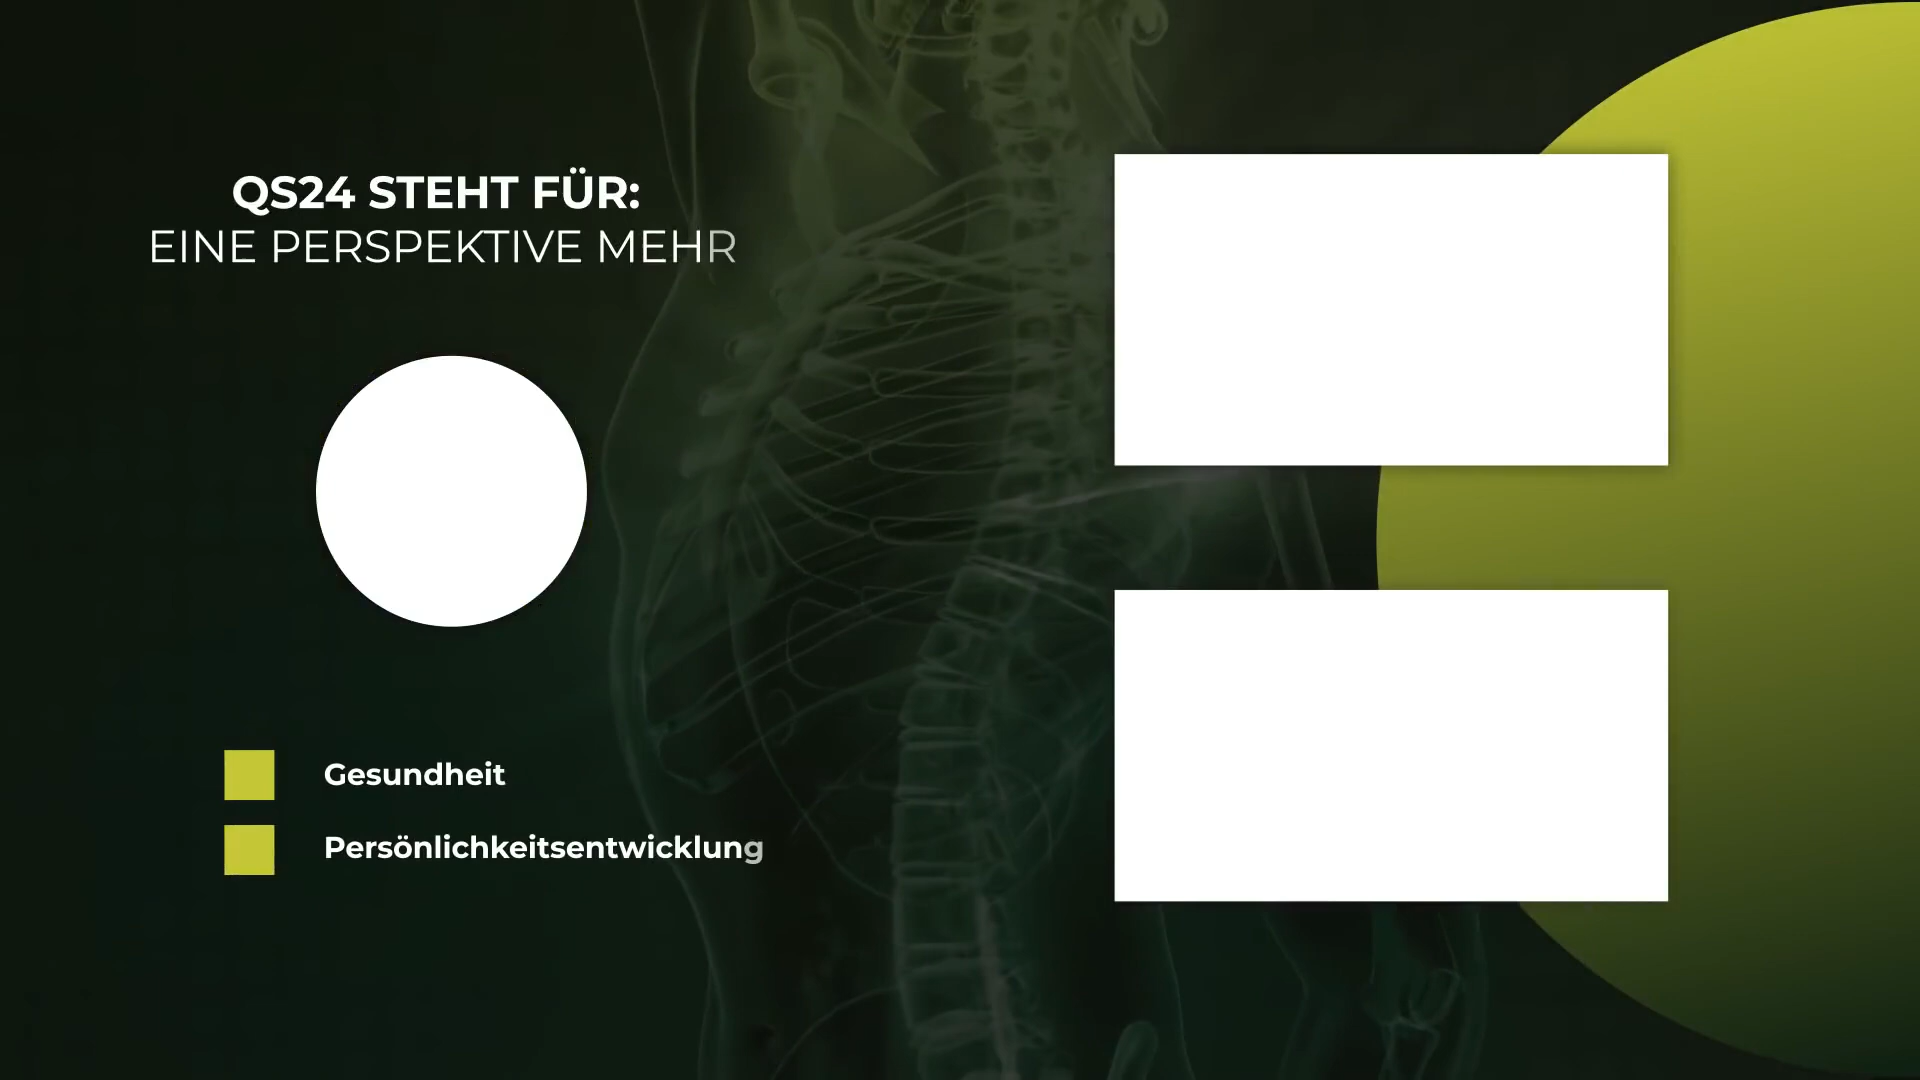 QS24 STEHT FÜR:
EINE PERSPEKTIVE MEHR
Gesundheit
Persönlichkeitsentwicklung